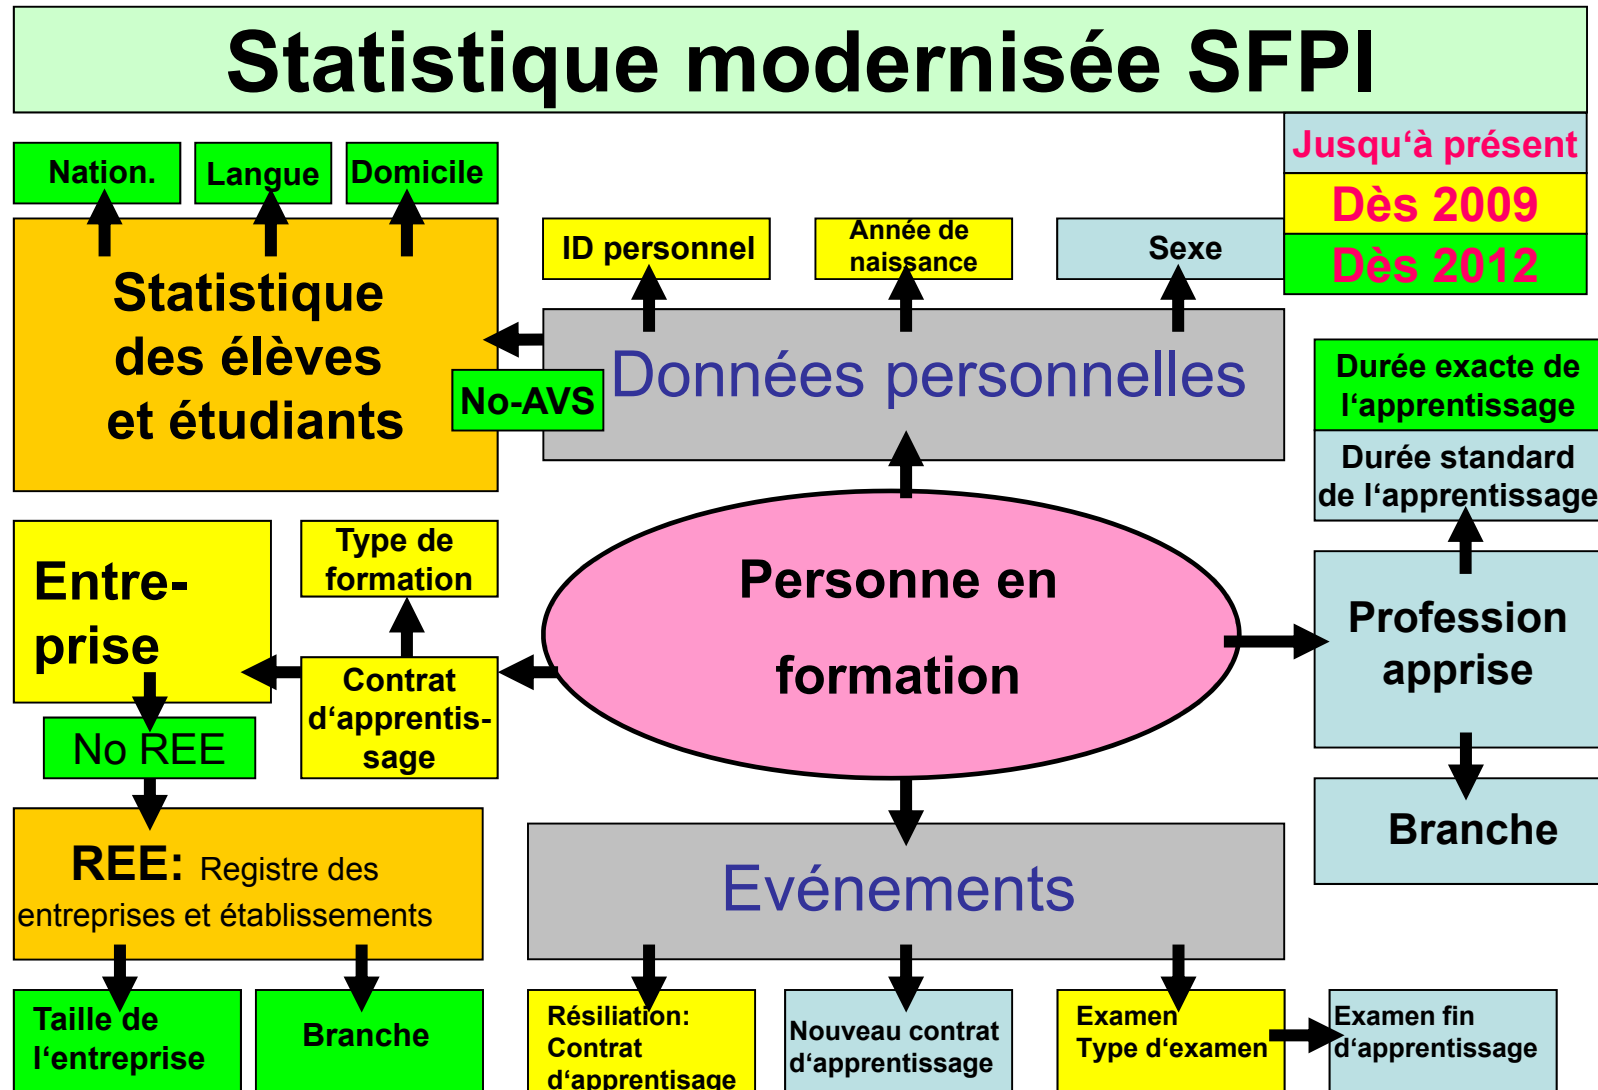 Statistique modernisée SFPI
Jusqu‘à présent
Dès 2009
Dès 2012
Nation.
Langue
Domicile
Statistique
des élèves
et étudiants
ID personnel
Année de
naissance
Sexe
No-AVS
Données personnelles
Durée exacte de
l‘apprentissage
Durée standard
de l‘apprentissage
Entre-
prise
Type de
formation
Contrat
d‘apprentis-
sage
Personne en
formation
Profession
apprise
Branche
No REE
REE: Registre des
entreprises et établissements
Evénements
Taille de
l‘entreprise
Branche
Résiliation:
Contrat
d‘apprentisage
Nouveau contrat
d‘apprentissage
Examen
Type d‘examen
Examen fin
d‘apprentissage